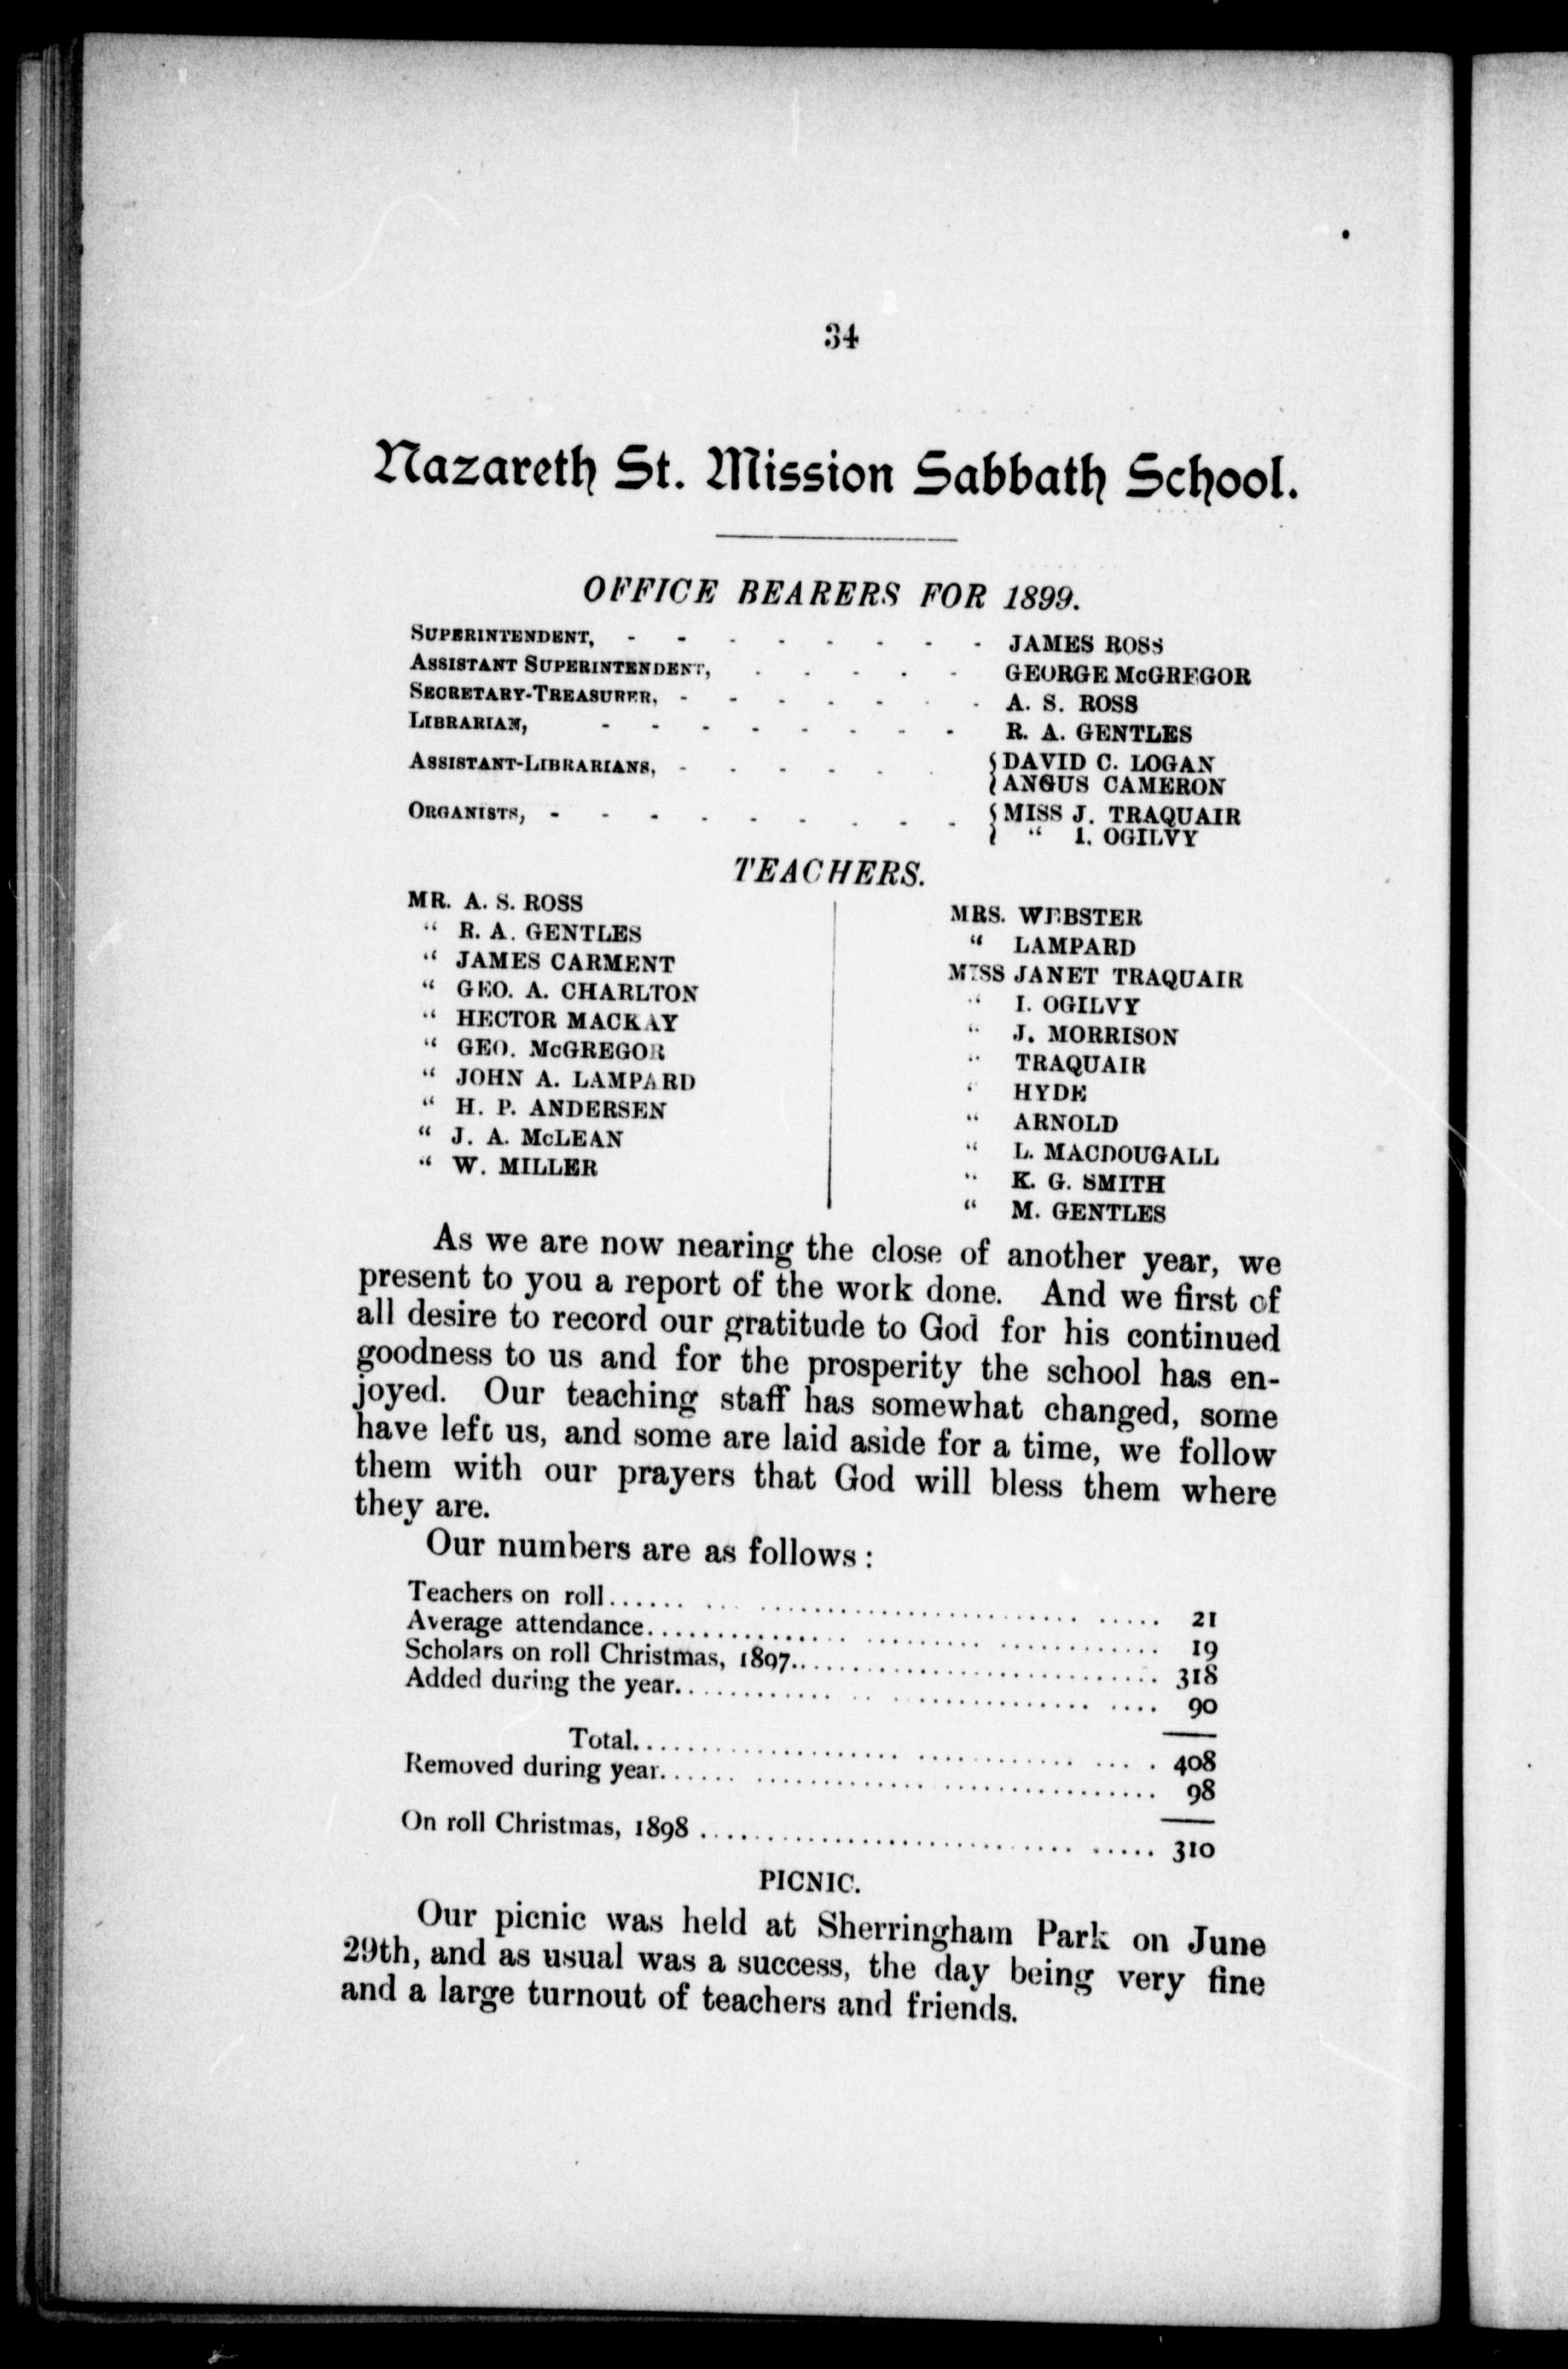 34
Nazareth St. Mission Sabbath School.
OFFICE BEARERS FOR 1899.
SUPERINTENDENT, - - - - - - - - JAMES ROSS
ASSISTANT SUPERINTENDENT, - - - - - GEORGE McGREGOR
SECRETARY-TREASURER, - - - - - - - A. S. ROSS
LIBRARIAN, - - - - - - - - R. A. GENTLES
ASSISTANT-LIBRARIANS, - - - - - - { DAVID C. LOGAN
ANGUS CAMERON
ORGANISTS, - - - - - - - - - { MISS J. TRAQUAIR
" I. OGILVY
TEACHERS.
MR. A. S. ROSS
" R. A. GENTLES
" JAMES CARMENT
" GEO. A. CHARLTON
" HECTOR MACKAY
" GEO. McGREGOR
" JOHN A. LAMPARD
" H. P. ANDERSEN
" J. A. McLEAN
" W. MILLER
MRS. WEBSTER
" LAMPARD
MISS JANET TRAQUAIR
" I. OGILVY
" J. MORRISON
" TRAQUAIR
" HYDE
" ARNOLD
" L. MACDOUGALL
" K. G. SMITH
" M. GENTLES
As we are now nearing the close of another year, we
present to you a report of the work done. And we first of
all desire to record our gratitude to God for his continued
goodness to us and for the prosperity the school has en-
joyed. Our teaching staff has somewhat changed, some
have left us, and some are laid aside for a time, we follow
them with our prayers that God will bless them where
they are.
Our numbers are as follows :
Teachers on roll........ 21
Average attendance........ 19
Scholars on roll Christmas, 1897........ 318
Added during the year........ 90
Total........ 408
Removed during year........ 98
On roll Christmas, 1898 ........ 310
PICNIC.
Our picnic was held at Sherringham Park on June
29th, and as usual was a success, the day being very fine
and a large turnout of teachers and friends.